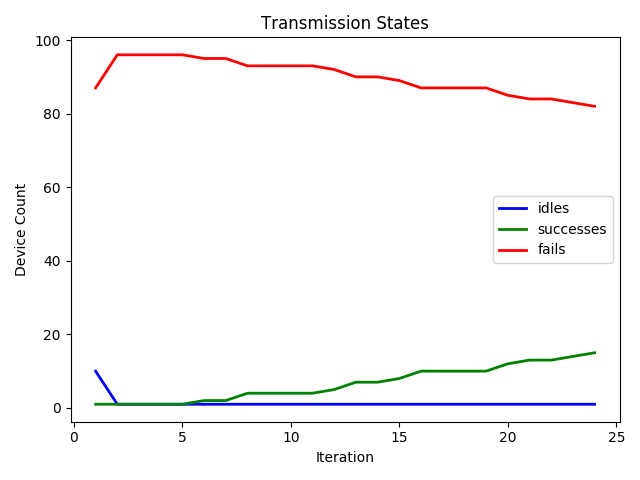 Transmission States
Device Count
100
80
60
40
20
0
idles
successes
fails
0 5 10 15 20 25
Iteration